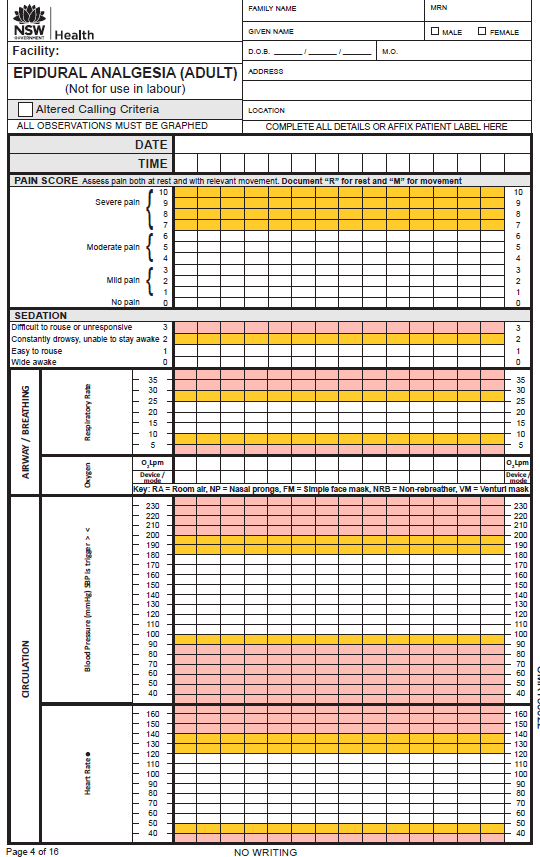 FAMILY NAME
MRN
GIVEN NAME
MALE
FEMALE
NSW
GOVERNMENT
Health
Facility:
D.O.B. _______ / _______ / _______
M.O.
EPIDURAL ANALGESIA (ADULT)
(Not for use in labour)
ADDRESS
Altered Calling Criteria
LOCATION
ALL OBSERVATIONS MUST BE GRAPHED
COMPLETE ALL DETAILS OR AFFIX PATIENT LABEL HERE
DATE
TIME
PAIN SCORE Assess pain both at rest and with relevant movement. Document “R” for rest and “M” for movement
Severe pain
10 10
9 9
8 8
7 7
Moderate pain
6 6
5 5
4 4
Mild pain
3 3
2 2
1 1
No pain 0 0
SEDATION
Difficult to rouse or unresponsive 3 3
Constantly drowsy, unable to stay awake 2 2
Easy to rouse 1 1
Wide awake 0 0
AIRWAY / BREATHING
Respiratory Rate
35 35
30 30
25 25
20 20
15 15
10 10
5 5
Oxygen
O2Lpm O2Lpm
Device / mode Device / mode
Key: RA = Room air, NP = Nasal prongs, FM = Simple face mask, NRB = Non-rebreather, VM = Venturi mask
CIRCULATION
Blood Pressure (mmHg) SBP is trigger > <
230 230
220 220
210 210
200 200
190 190
180 180
170 170
160 160
150 150
140 140
130 130
120 120
110 110
100 100
90 90
80 80
70 70
60 60
50 50
40 40
Heart Rate ●
160 160
150 150
140 140
130 130
120 120
110 110
100 100
90 90
80 80
70 70
60 60
50 50
40 40
Page 4 of 16
NO WRITING